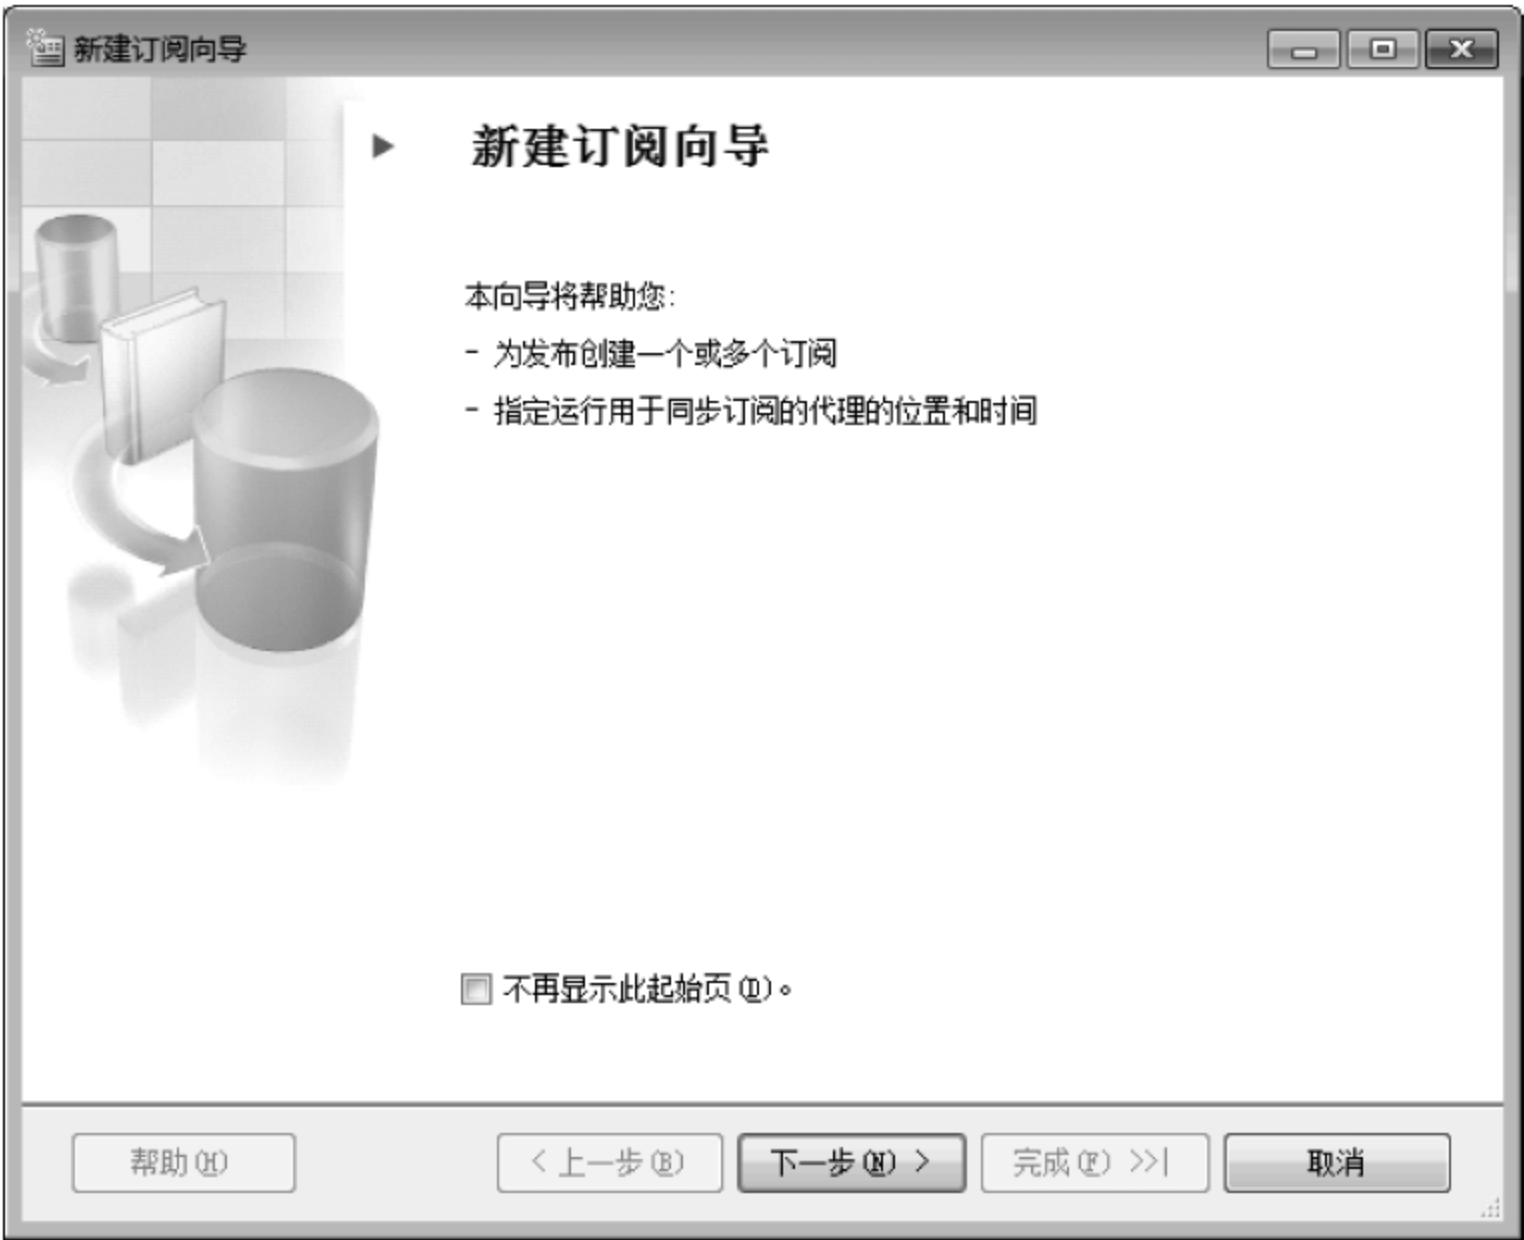 新建订阅向导
新建订阅向导
本向导将帮助您:
- 为发布创建一个或多个订阅
- 指定运行用于同步订阅的代理的位置和时间
不再显示此起始页(D)。
帮助(H)
< 上一步(B)
下一步(N) >
完成(F) >>|
取消